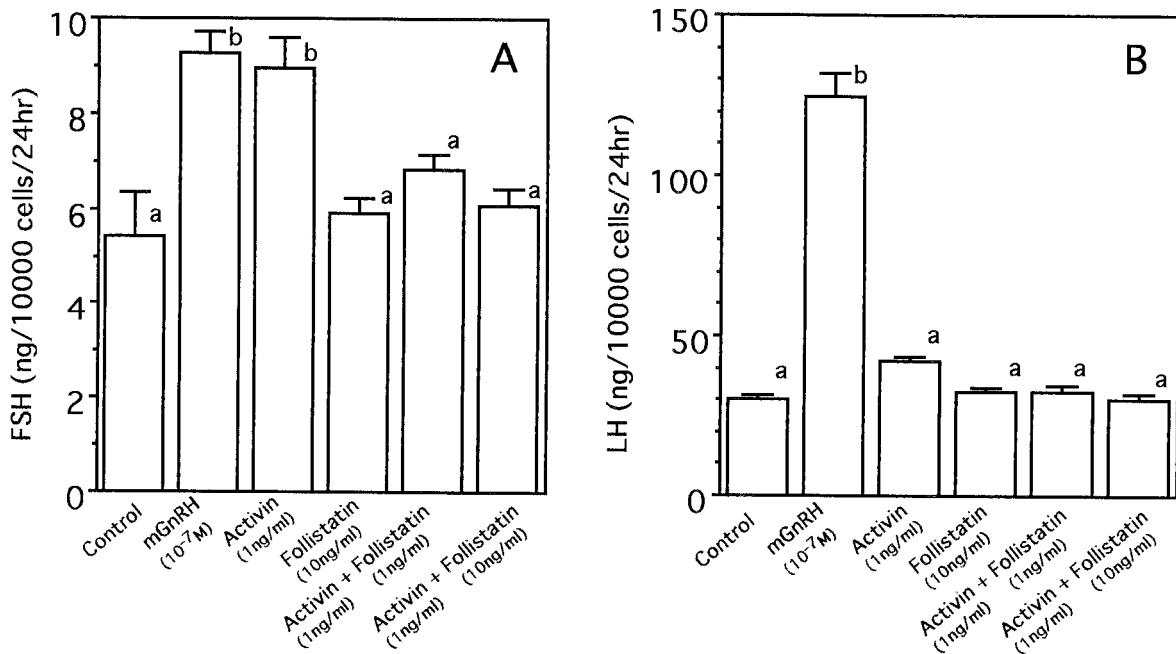 A
FSH (ng/10000 cells/24hr)
10
8
6
4
2
0
a
b
b
a
a
a
Control
mGnRH
(10⁻⁷M)
Activin
(1ng/ml)
Follistatin
(10ng/ml)
Activin + Follistatin
(1ng/ml) (1ng/ml)
Activin + Follistatin
(1ng/ml) (10ng/ml)
B
LH (ng/10000 cells/24hr)
150
100
50
0
a
b
a
a
a
a
Control
mGnRH
(10⁻⁷M)
Activin
(1ng/ml)
Follistatin
(10ng/ml)
Activin + Follistatin
(1ng/ml) (1ng/ml)
Activin + Follistatin
(1ng/ml) (10ng/ml)